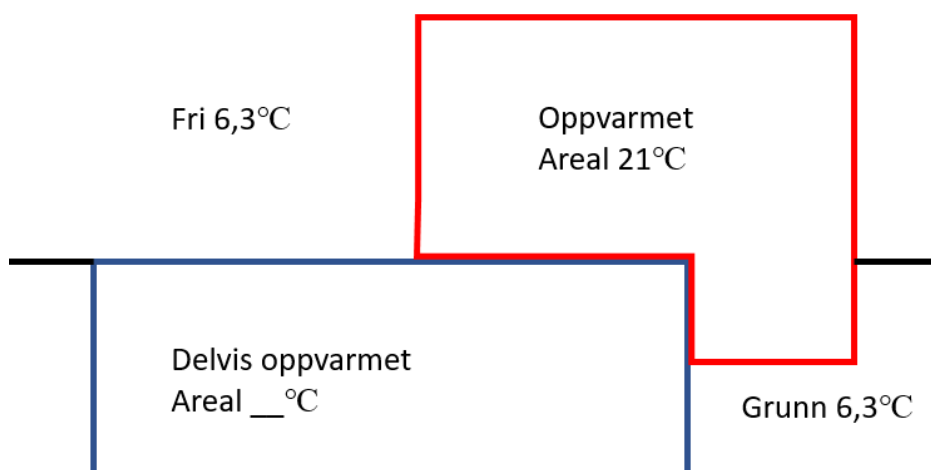 Fri 6,3℃
Oppvarmet
Areal 21℃
Delvis oppvarmet
Areal __℃
Grunn 6,3℃